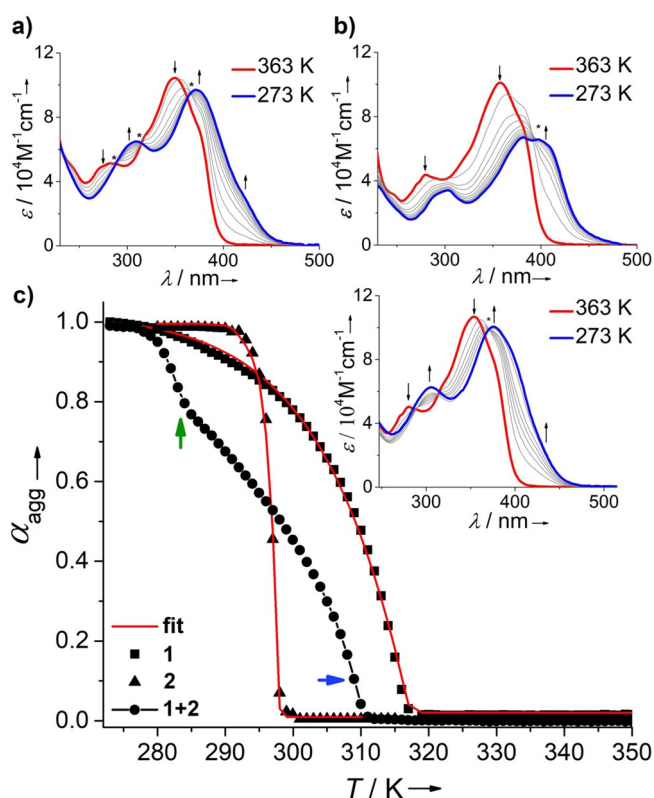 a)
12
8
4
0
ε / 10⁴M⁻¹cm⁻¹→
363 K
273 K
*
*
*
300
400
500
λ / nm→
b)
12
8
4
0
ε / 10⁴M⁻¹cm⁻¹→
363 K
273 K
*
300
400
500
λ / nm→
c)
1.0
0.8
0.6
0.4
0.2
0.0
α_agg→
fit
1
2
1+2
280
290
300
310
320
330
340
350
T / K→
12
8
4
0
ε / 10⁴M⁻¹cm⁻¹→
363 K
273 K
*
300
400
500
λ / nm→